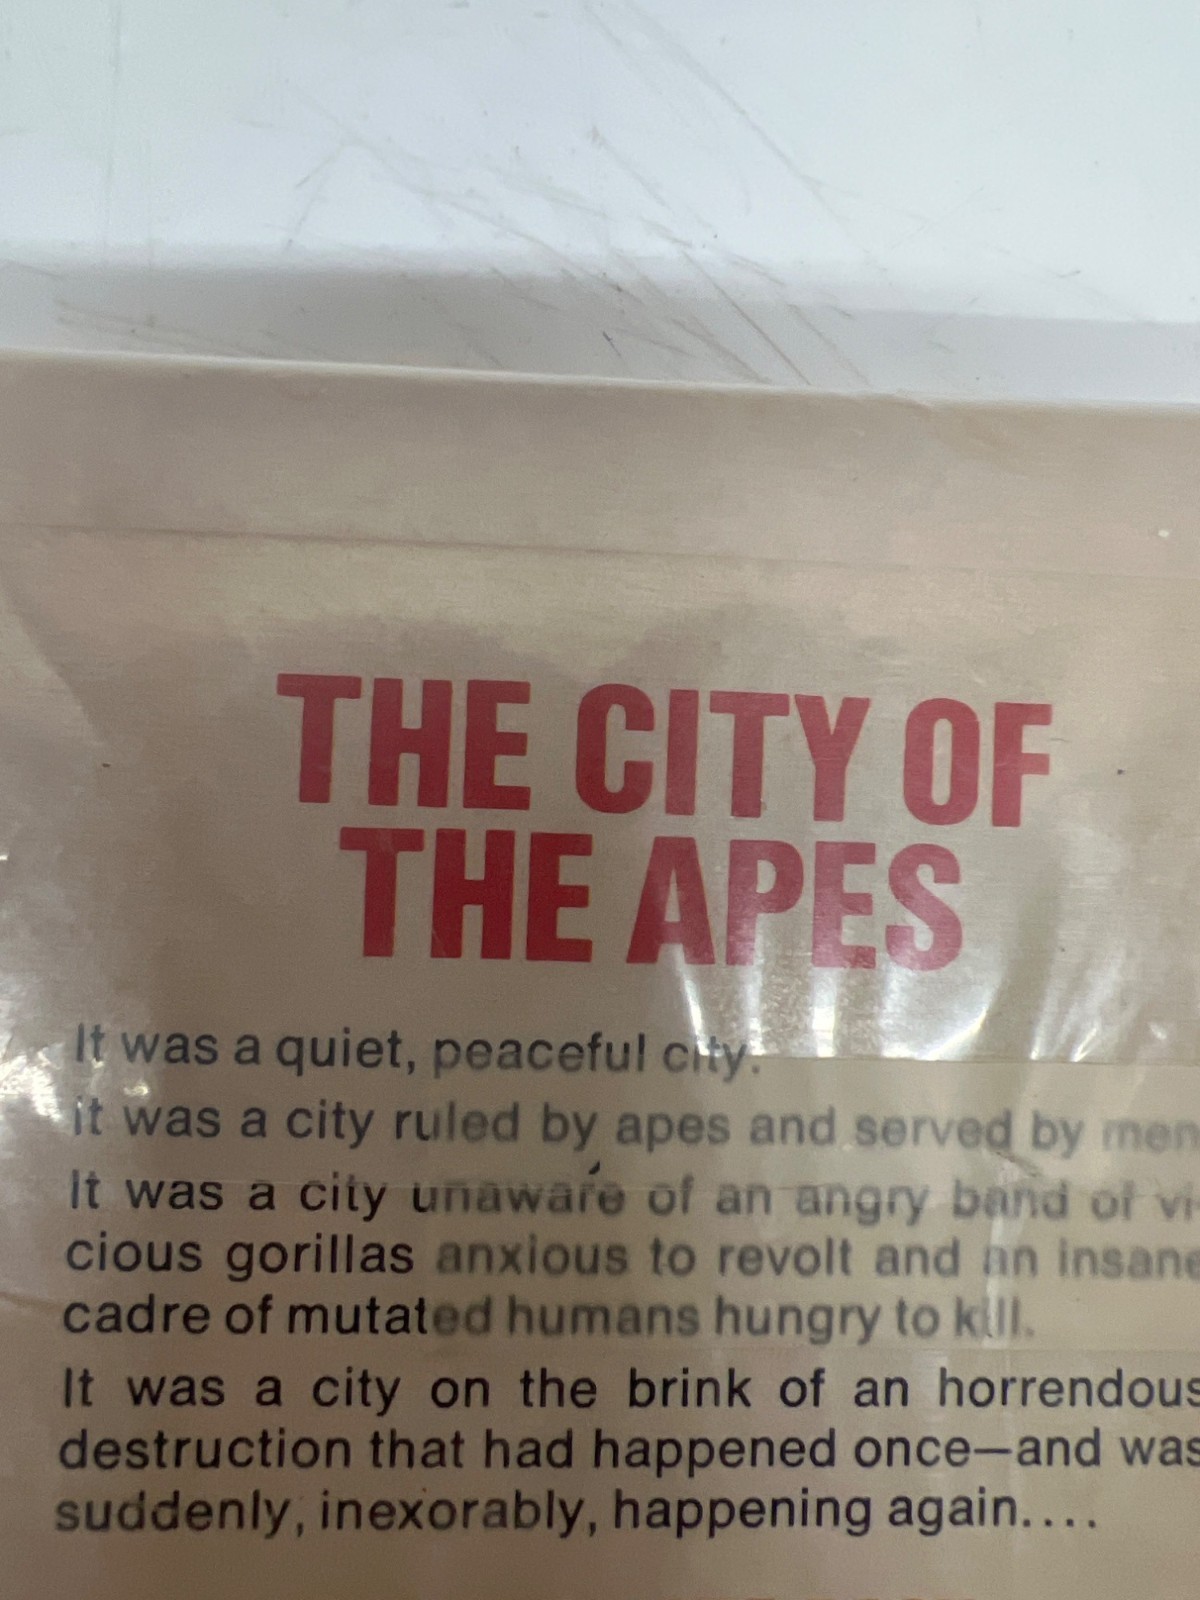 THE CITY OF
THE APES
It was a quiet, peaceful city.
It was a city ruled by apes and served by men
It was a city unaware of an angry band of vi-
cious gorillas anxious to revolt and an insane
cadre of mutated humans hungry to kill.
It was a city on the brink of an horrendous
destruction that had happened once—and was
suddenly, inexorably, happening again....